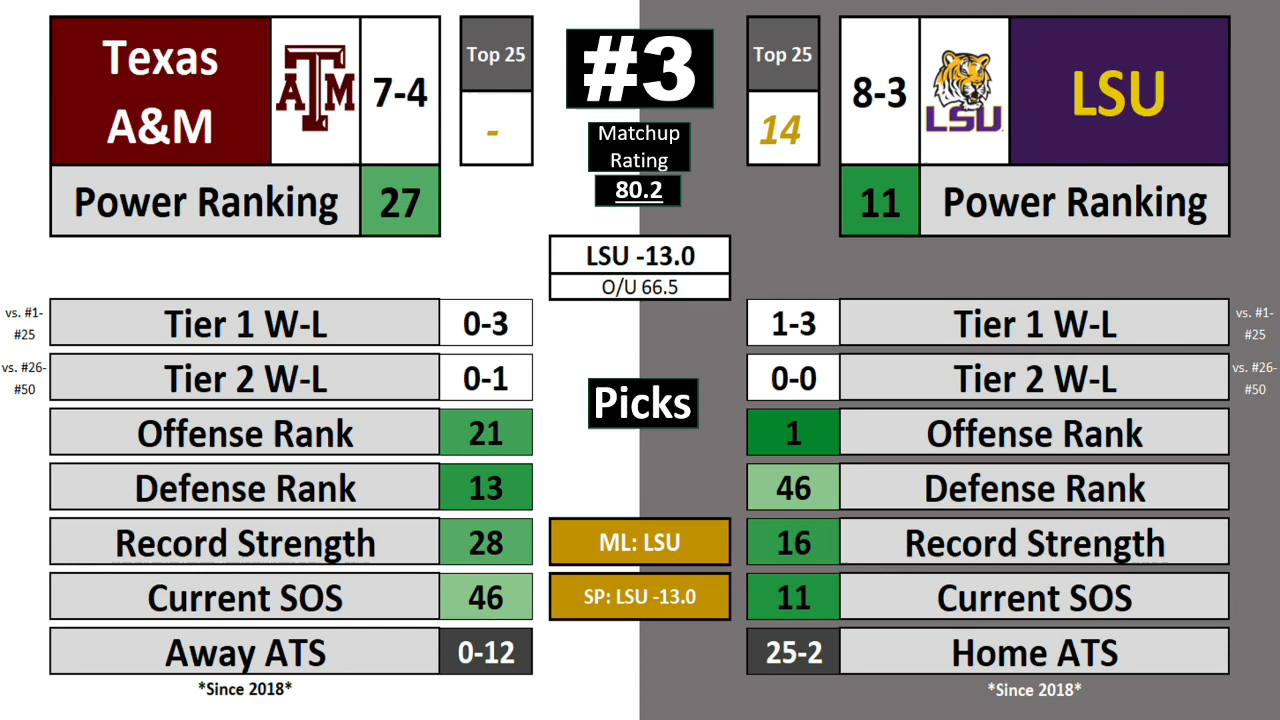 Texas
A&M
ATM
7-4
Top 25
-
Power Ranking
27
#3
Matchup
Rating
80.2
Top 25
14
8-3
LSU
LSU
11
Power Ranking
LSU -13.0
O/U 66.5
vs. #1-
#25
Tier 1 W-L
0-3
1-3
Tier 1 W-L
vs. #1-
#25
vs. #26-
#50
Tier 2 W-L
0-1
0-0
Tier 2 W-L
vs. #26-
#50
Picks
Offense Rank
21
1
Offense Rank
Defense Rank
13
46
Defense Rank
Record Strength
28
ML: LSU
16
Record Strength
Current SOS
46
SP: LSU -13.0
11
Current SOS
Away ATS
0-12
25-2
Home ATS
*Since 2018*
*Since 2018*